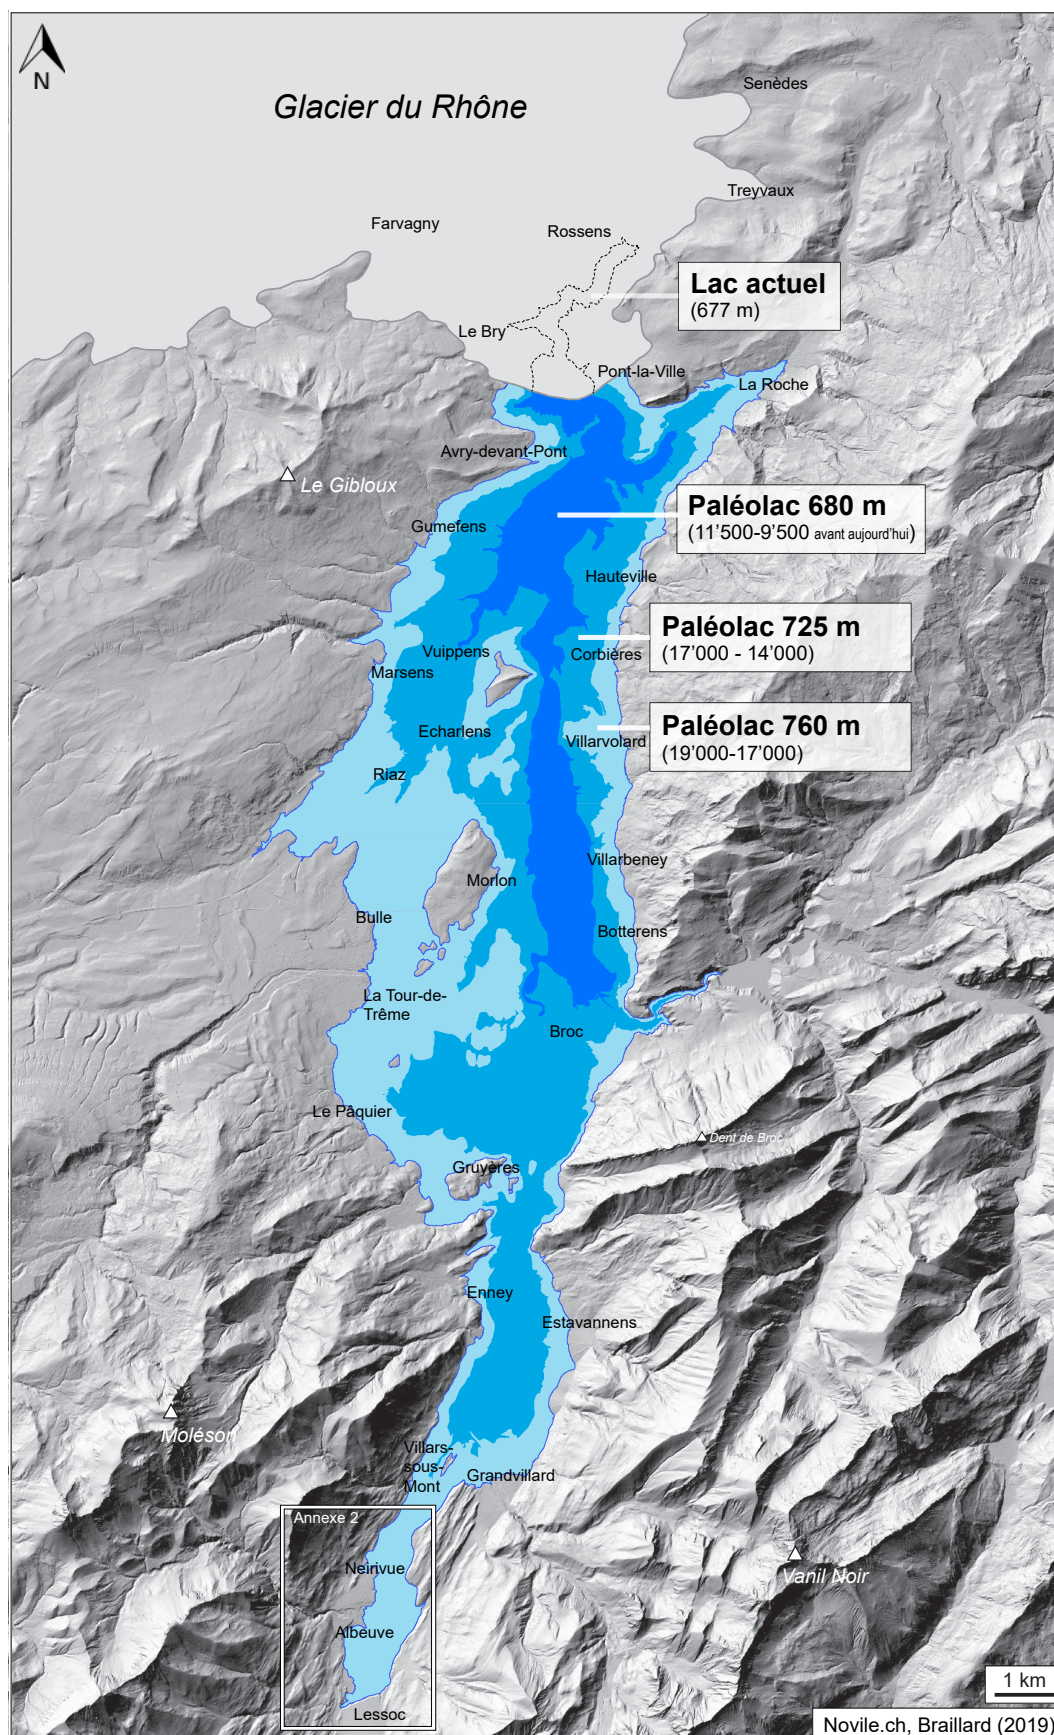 N
Glacier du Rhône
Senèdes
Treyvaux
Farvagny
Rossens
Lac actuel
(677 m)
Le Bry
Pont-la-Ville
La Roche
Avry-devant-Pont
Le Gibloux
Paléolac 680 m
(11’500-9’500 avant aujourd’hui)
Gumefens
Hauteville
Paléolac 725 m
(17’000 - 14’000)
Vuippens
Corbières
Marsens
Paléolac 760 m
(19’000-17’000)
Echarlens
Villarvolard
Riaz
Villarbeney
Morlon
Bulle
Botterens
La Tour-de-
Trême
Broc
Le Pâquier
Dent de Broc
Gruyères
Enney
Estavannens
Moléson
Villars-
sous-
Mont
Grandvillard
Annexe 2
Neirivue
Vanil Noir
Albeuve
Lessoc
1 km
Novile.ch, Braillard (2019)